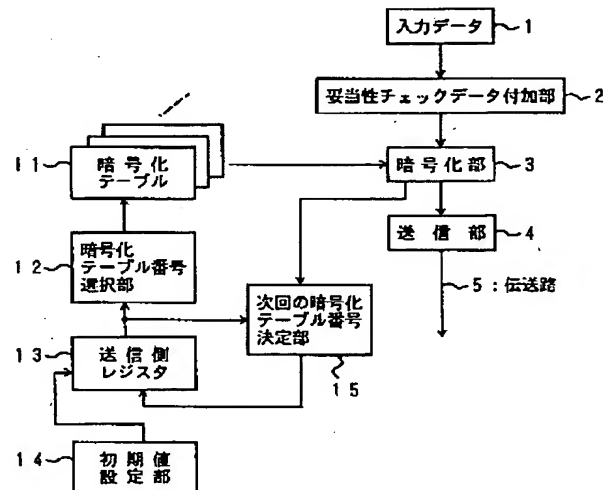 入力データ
1
妥当性チェックデータ付加部
2
11
暗号化
テーブル
暗号化部
3
送信部
4
12
暗号化
テーブル番号
選択部
5:伝送路
次回の暗号化
テーブル番号
決定部
13
送信側
レジスタ
15
14
初期値
設定部